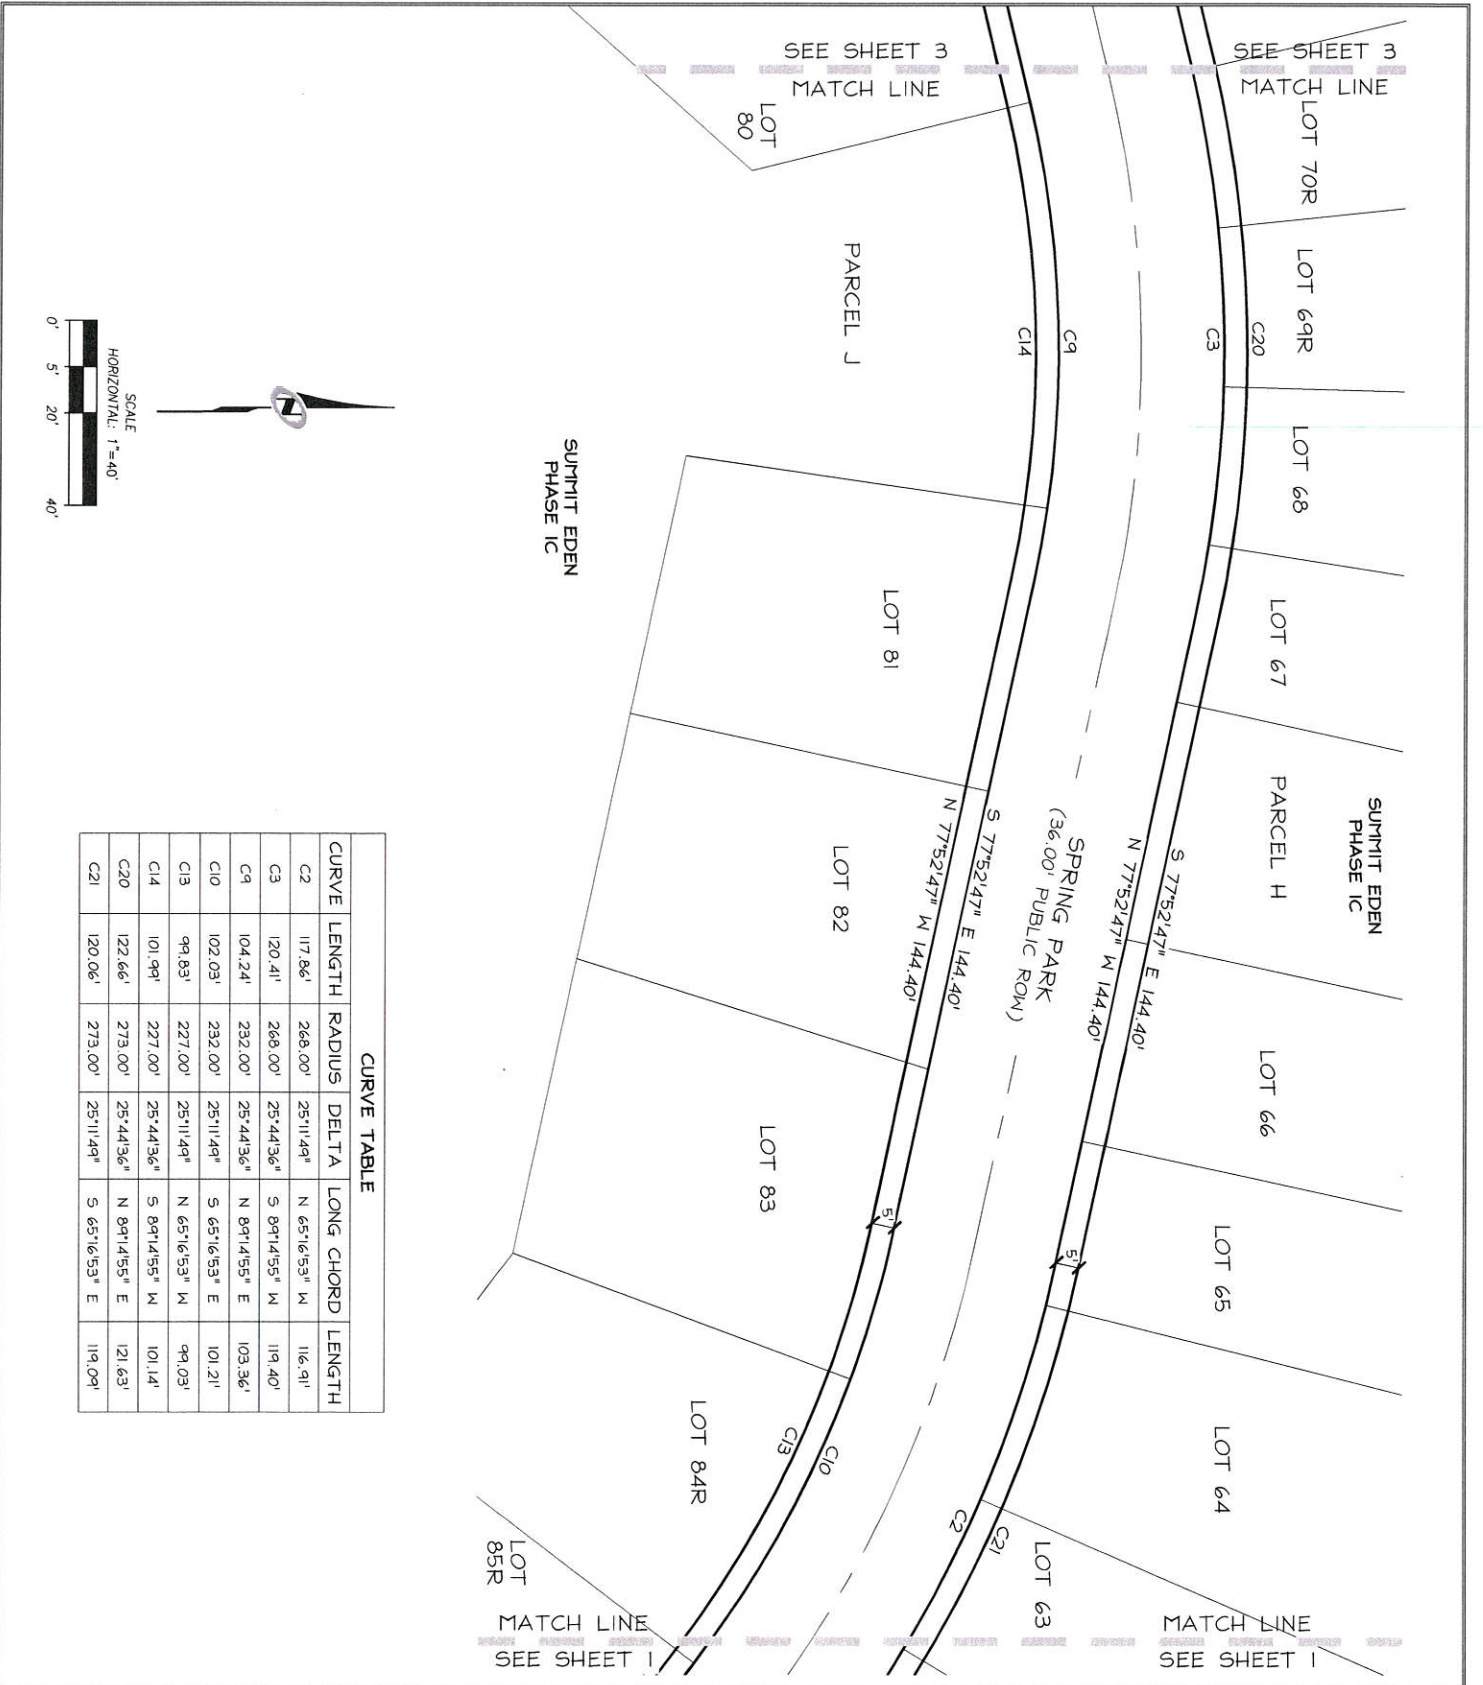 SEE SHEET 3
MATCH LINE
SEE SHEET 3
MATCH LINE
LOT 70R
LOT 69R
LOT 68
LOT 67
PARCEL H
SUMMIT EDEN
PHASE 1C
LOT 66
LOT 65
LOT 64
LOT 63
C20
C3
S 77°52'47" E 144.40'
N 77°52'47" W 144.40'
5'
C21
C2
SPRING PARK
(36.00' PUBLIC ROW)
C9
C14
S 77°52'47" E 144.40'
N 77°52'47" W 144.40'
5'
C10
C13
LOT
80
PARCEL J
LOT 81
LOT 82
LOT 83
LOT 84R
LOT
85R
MATCH LINE
SEE SHEET 1
MATCH LINE
SEE SHEET 1
SUMMIT EDEN
PHASE 1C
N
SCALE
HORIZONTAL: 1"=40'
0' 5' 20' 40'
CURVE TABLE
CURVE LENGTH RADIUS DELTA LONG CHORD LENGTH
C2 117.86' 268.00' 25°11'49" N 65°16'53" W 116.91'
C3 120.41' 268.00' 25°44'36" S 89°14'55" W 119.40'
C9 104.24' 232.00' 25°44'36" N 89°14'55" E 103.36'
C10 102.03' 232.00' 25°11'49" S 65°16'53" E 101.21'
C13 99.83' 227.00' 25°11'49" N 65°16'53" W 99.03'
C14 101.99' 227.00' 25°44'36" S 89°14'55" W 101.14'
C20 122.66' 273.00' 25°44'36" N 89°14'55" E 121.63'
C21 120.06' 273.00' 25°11'49" S 65°16'53" E 119.09'